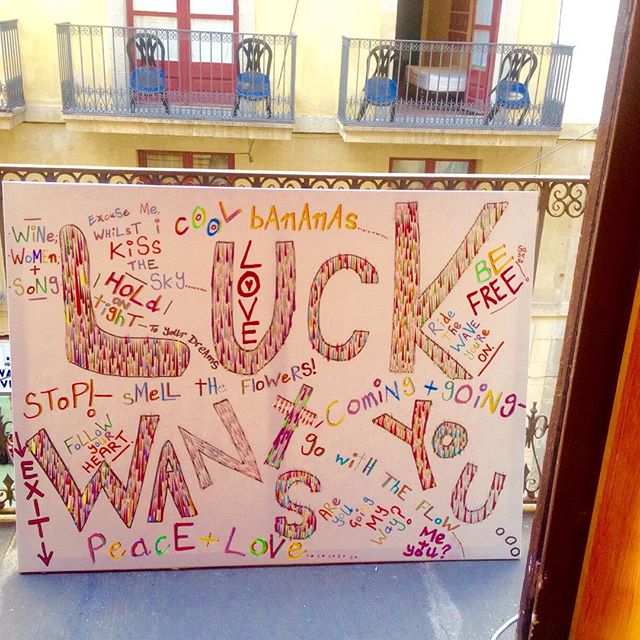 WINE,
WOMEN,
+
SONG
Excuse Me,
WHILST i
KiSS
THE
SKY......
COOL bANANAS......
LUCK
LOVE
HOLD
ON
tight - To your Dreams
BE
FREE!
Ride
The
WAVE
you're
ON.
STOP! - SMELL the FLOWERS!
Coming + going -
WANtS YOU
FOLLOW
your
HEART!
go with THE FLOW
ARE
you
going
My
Way?
Me,
you?
EXIT
PeacE + LovE............